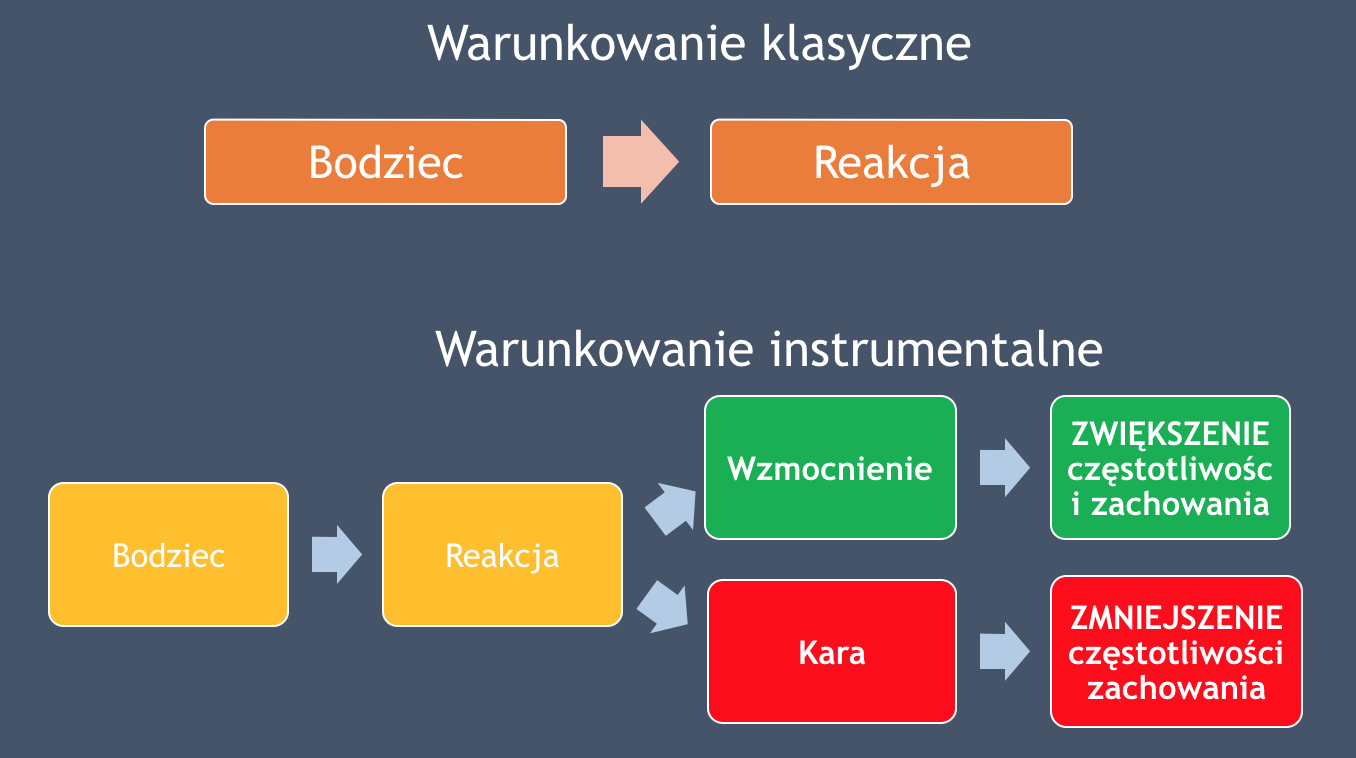 Warunkowanie klasyczne
Bodziec
Reakcja
Warunkowanie instrumentalne
Bodziec
Reakcja
Wzmocnienie
ZWIĘKSZENIE
częstotliwośc
i zachowania
Kara
ZMNIEJSZENIE
częstotliwości
zachowania